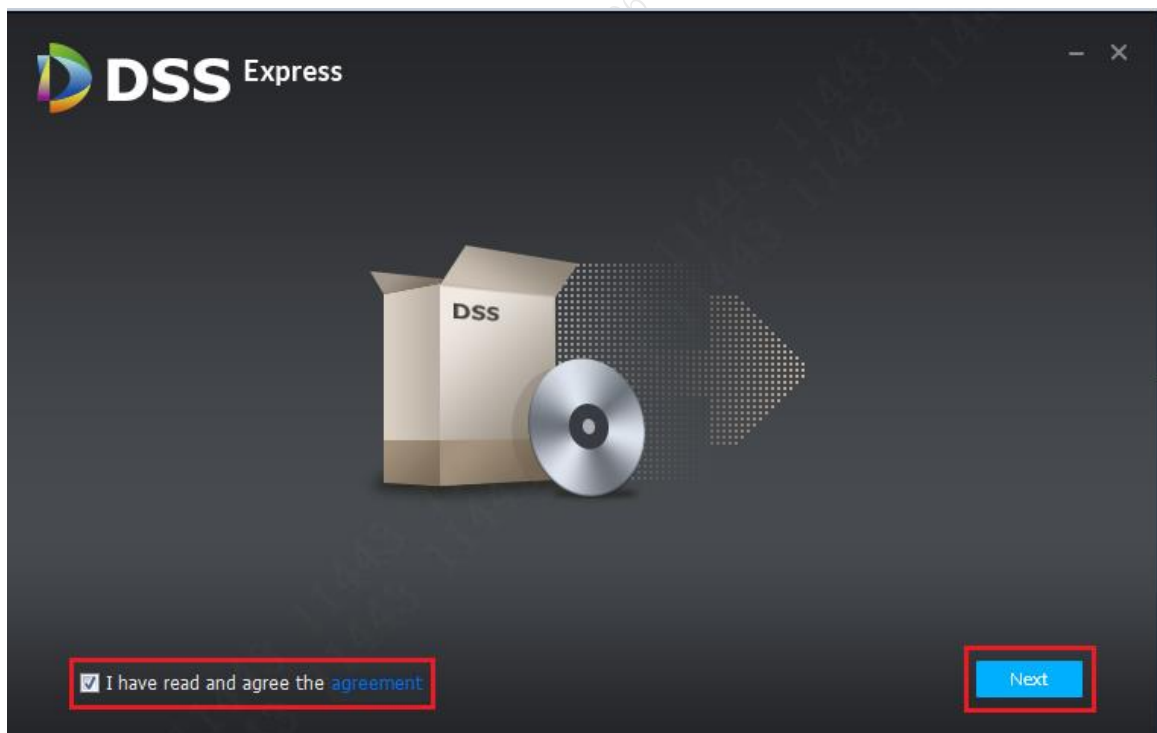 DSS Express
DSS
I have read and agree the agreement
Next